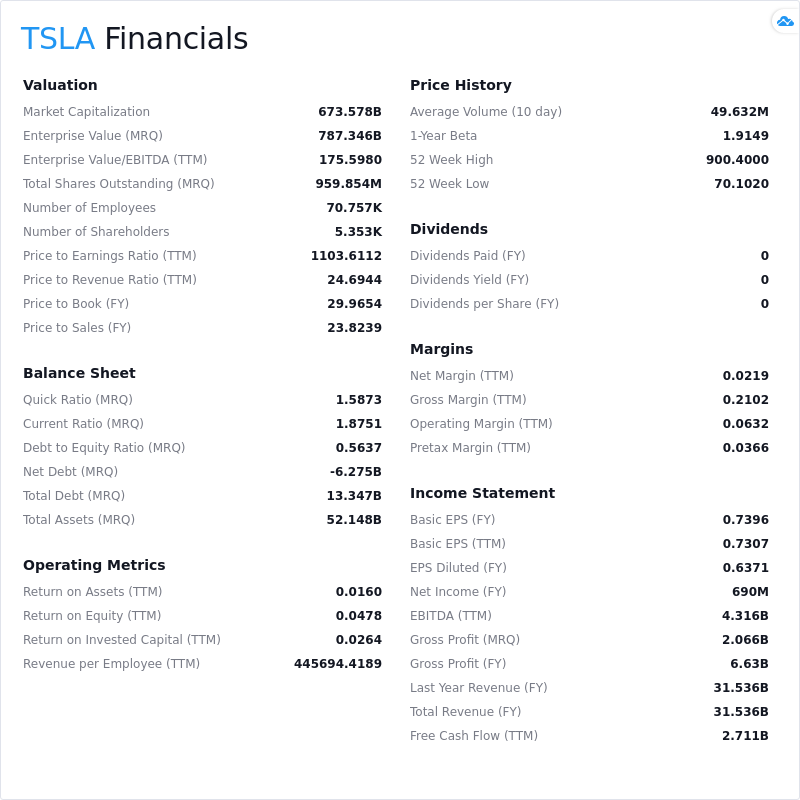 TSLA Financials
Valuation
Market Capitalization 673.578B
Enterprise Value (MRQ) 787.346B
Enterprise Value/EBITDA (TTM) 175.5980
Total Shares Outstanding (MRQ) 959.854M
Number of Employees 70.757K
Number of Shareholders 5.353K
Price to Earnings Ratio (TTM) 1103.6112
Price to Revenue Ratio (TTM) 24.6944
Price to Book (FY) 29.9654
Price to Sales (FY) 23.8239
Balance Sheet
Quick Ratio (MRQ) 1.5873
Current Ratio (MRQ) 1.8751
Debt to Equity Ratio (MRQ) 0.5637
Net Debt (MRQ) -6.275B
Total Debt (MRQ) 13.347B
Total Assets (MRQ) 52.148B
Operating Metrics
Return on Assets (TTM) 0.0160
Return on Equity (TTM) 0.0478
Return on Invested Capital (TTM) 0.0264
Revenue per Employee (TTM) 445694.4189
Price History
Average Volume (10 day) 49.632M
1-Year Beta 1.9149
52 Week High 900.4000
52 Week Low 70.1020
Dividends
Dividends Paid (FY) 0
Dividends Yield (FY) 0
Dividends per Share (FY) 0
Margins
Net Margin (TTM) 0.0219
Gross Margin (TTM) 0.2102
Operating Margin (TTM) 0.0632
Pretax Margin (TTM) 0.0366
Income Statement
Basic EPS (FY) 0.7396
Basic EPS (TTM) 0.7307
EPS Diluted (FY) 0.6371
Net Income (FY) 690M
EBITDA (TTM) 4.316B
Gross Profit (MRQ) 2.066B
Gross Profit (FY) 6.63B
Last Year Revenue (FY) 31.536B
Total Revenue (FY) 31.536B
Free Cash Flow (TTM) 2.711B